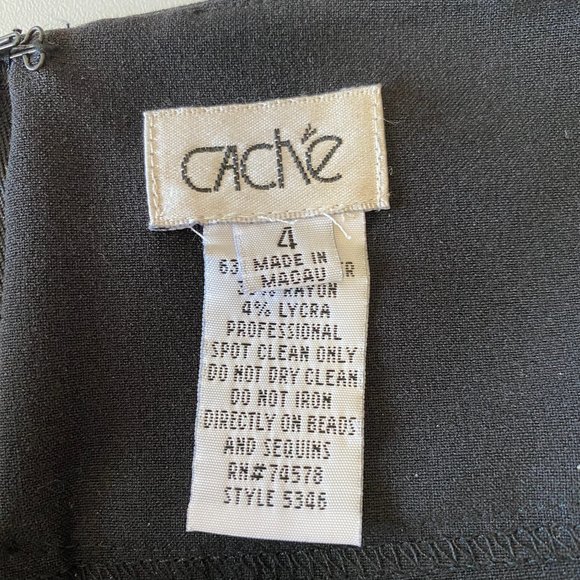 caché
4
MADE IN
MACAU
63
RAYON
4% LYCRA
PROFESSIONAL
SPOT CLEAN ONLY
DO NOT DRY CLEAN
DO NOT IRON
DIRECTLY ON BEADS
AND SEQUINS
RN#74578
STYLE 5346